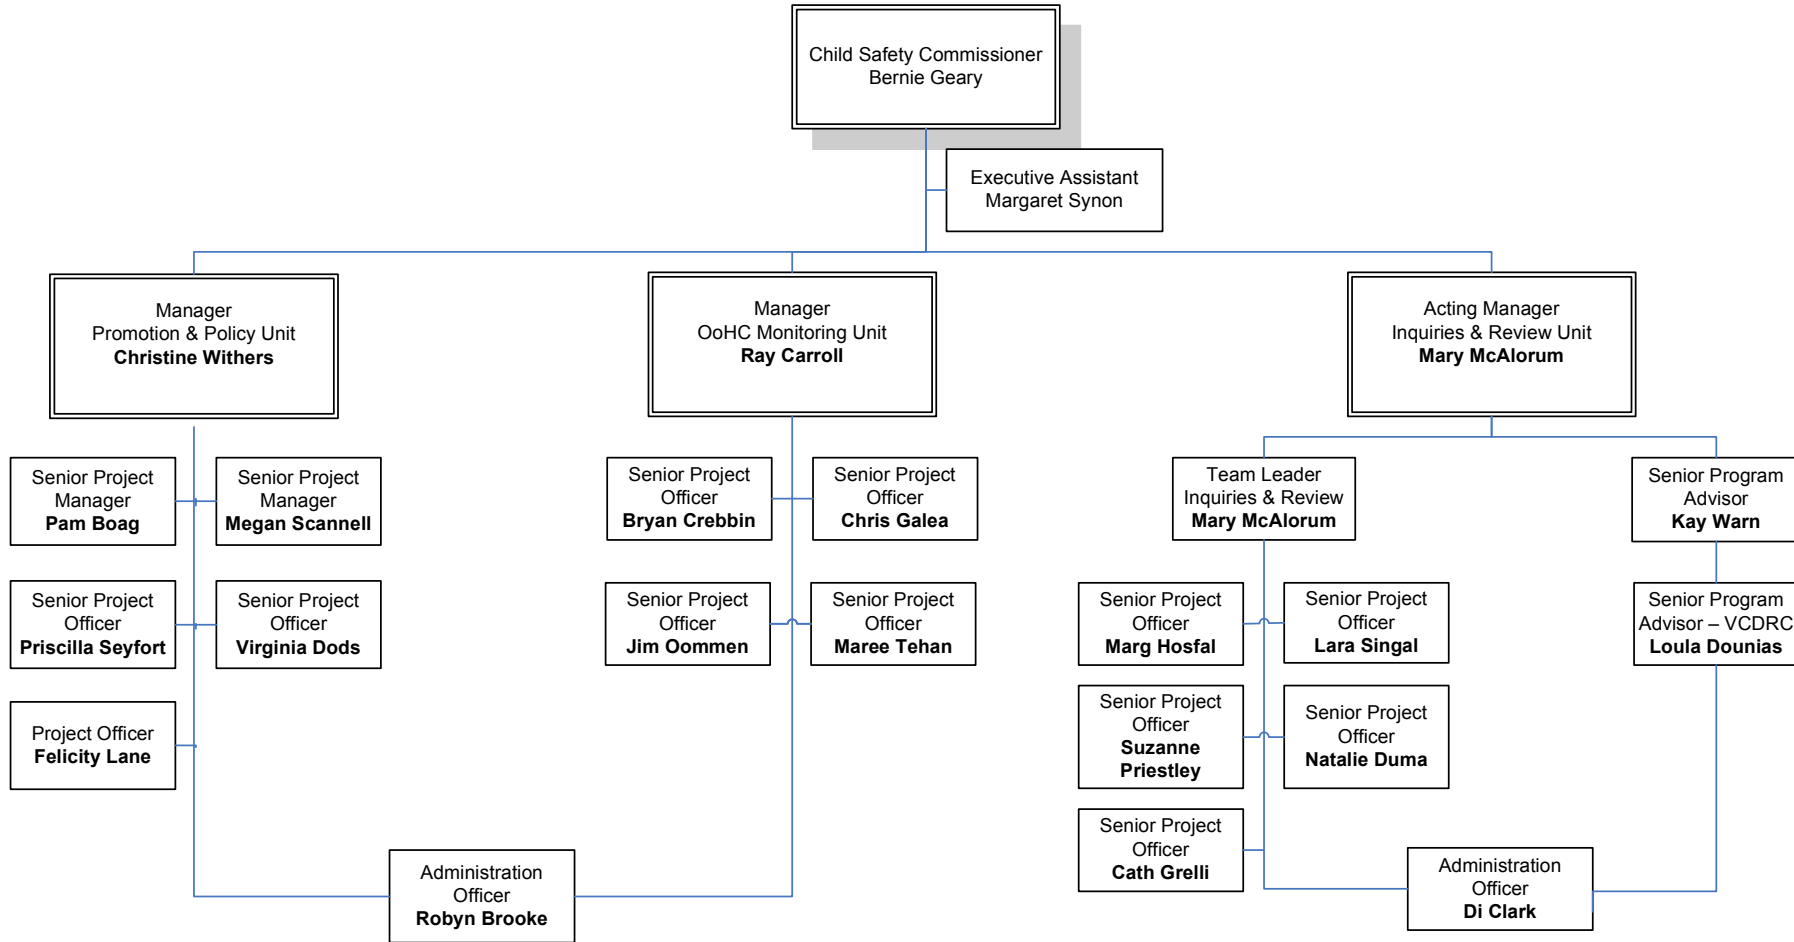 Child Safety Commissioner
Bernie Geary
Executive Assistant
Margaret Synon
Manager
Promotion & Policy Unit
Christine Withers
Manager
OoHC Monitoring Unit
Ray Carroll
Acting Manager
Inquiries & Review Unit
Mary McAlorum
Senior Project
Manager
Pam Boag
Senior Project
Manager
Megan Scannell
Senior Project
Officer
Bryan Crebbin
Senior Project
Officer
Chris Galea
Team Leader
Inquiries & Review
Mary McAlorum
Senior Program
Advisor
Kay Warn
Senior Project
Officer
Priscilla Seyfort
Senior Project
Officer
Virginia Dods
Senior Project
Officer
Jim Oommen
Senior Project
Officer
Maree Tehan
Senior Project
Officer
Marg Hosfal
Senior Project
Officer
Lara Singal
Senior Program
Advisor – VCDRC
Loula Dounias
Project Officer
Felicity Lane
Senior Project
Officer
Suzanne
Priestley
Senior Project
Officer
Natalie Duma
Senior Project
Officer
Cath Grelli
Administration
Officer
Robyn Brooke
Administration
Officer
Di Clark